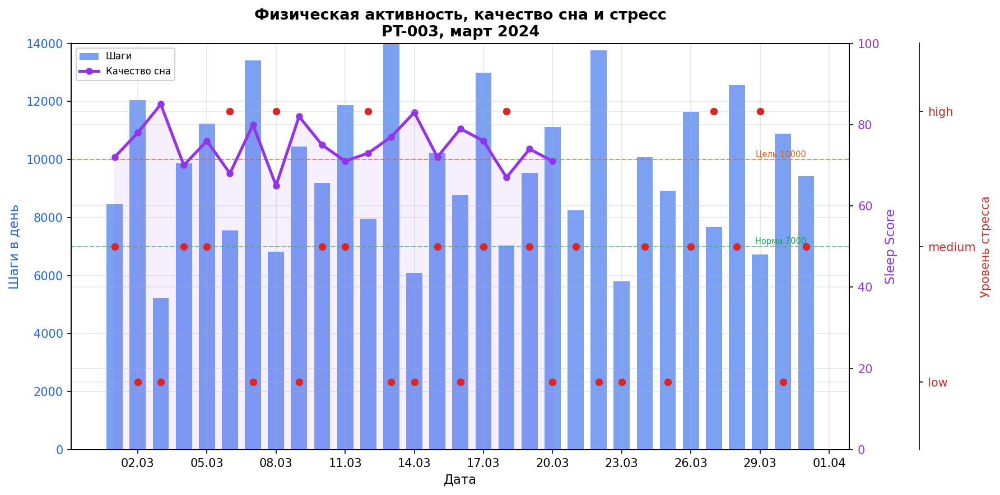 Физическая активность, качество сна и стресс
PT-003, март 2024
Шаги
Качество сна
Шаги в день
14000
12000
10000
8000
6000
4000
2000
0
Цель 10000
Норма 7000
100
80
60
40
20
0
Sleep Score
high
medium
low
Уровень стресса
02.03
05.03
08.03
11.03
14.03
17.03
20.03
23.03
26.03
29.03
01.04
Дата